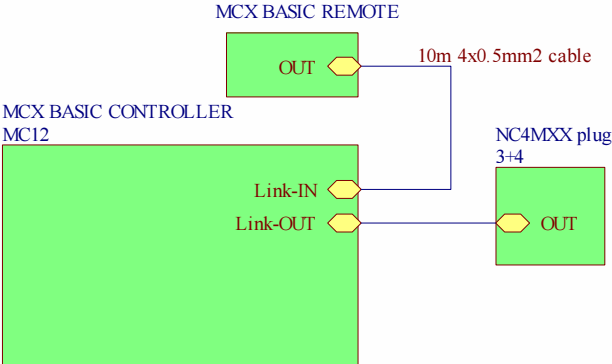 MCX BASIC REMOTE
OUT
10m 4x0.5mm2 cable
MCX BASIC CONTROLLER
MC12
NC4MXX plug
3+4
Link-IN
Link-OUT
OUT